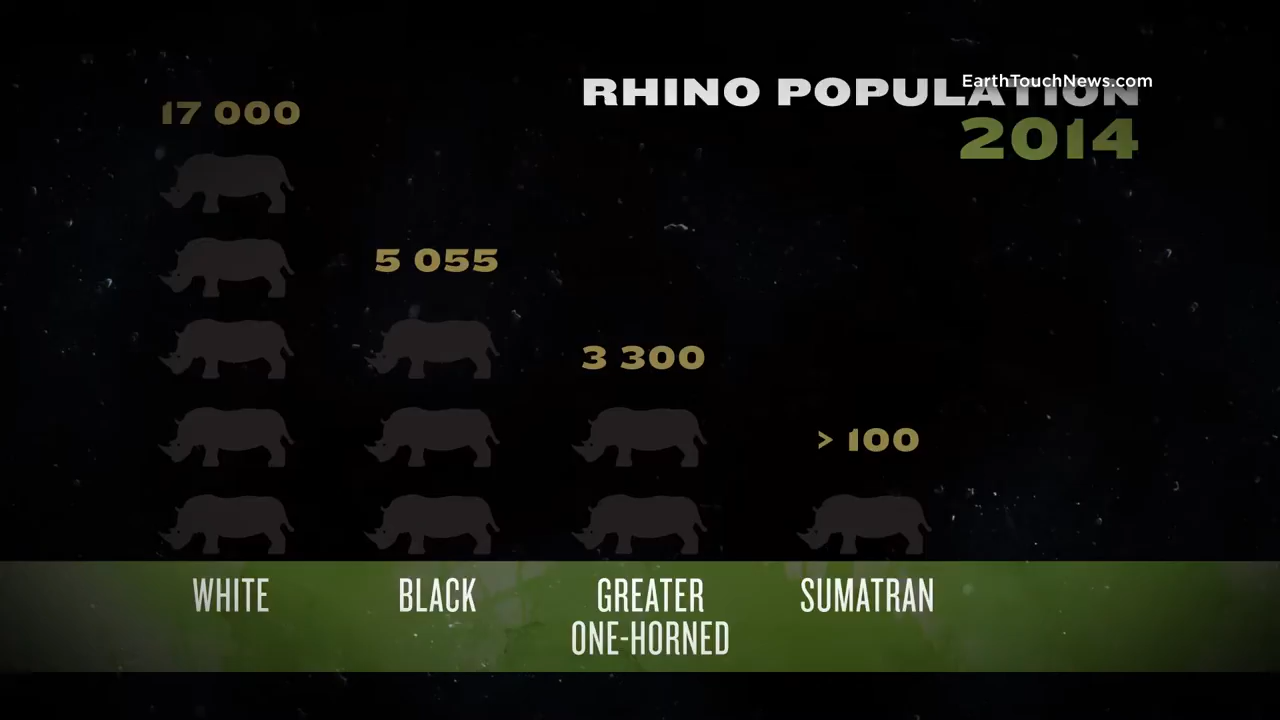 EarthTouchNews.com
RHINO POPULATION
2014
17 000
5 055
3 300
> 100
WHITE
BLACK
GREATER
ONE-HORNED
SUMATRAN